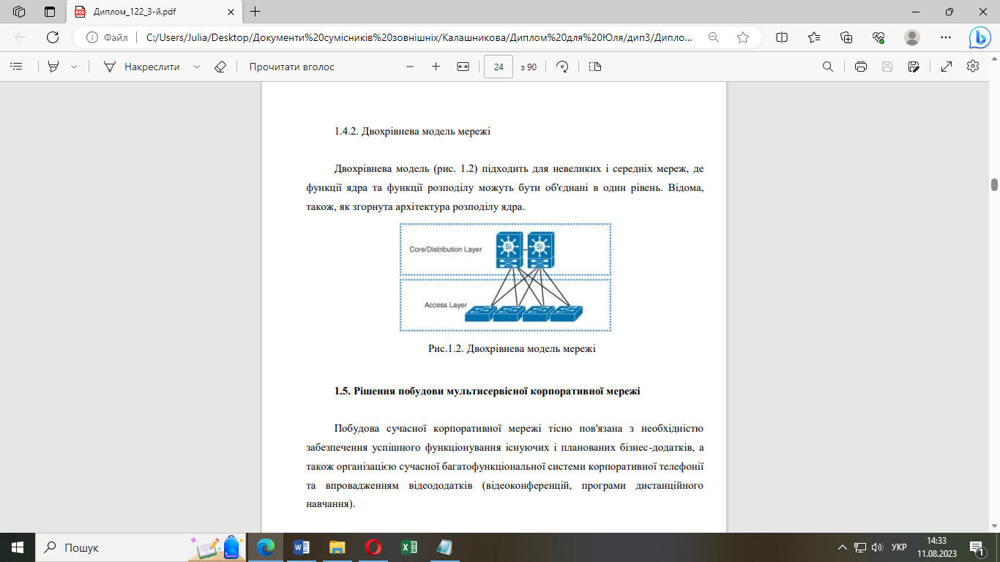 Диплом_122_3-й.pdf
Файл
C:/Users/Julia/Desktop/Документи%20сумісників%20зовнішніх/Калашникова/Диплом%20для%20Юля/дип3/Дипло...
Накреслити
Прочитати вголос
24
з 90
1.4.2. Двохрівнева модель мережі
Двохрівнева модель (рис. 1.2) підходить для невеликих і середніх мереж, де
функції ядра та функції розподілу можуть бути об'єднані в один рівень. Відома,
також, як згорнута архітектура розподілу ядра.
Core/Distribution Layer
Si
Si
Access Layer
Рис.1.2. Двохрівнева модель мережі
1.5. Рішення побудови мультисервісної корпоративної мережі
Побудова сучасної корпоративної мережі тісно пов'язана з необхідністю
забезпечення успішного функціонування існуючих і планованих бізнес-додатків, а
також організацією сучасної багатофункціональної системи корпоративної телефонії
та впровадженням відеододатків (відеоконференцій, програми дистанційного
навчання).
Пошук
УКР
14:33
11.08.2023
1